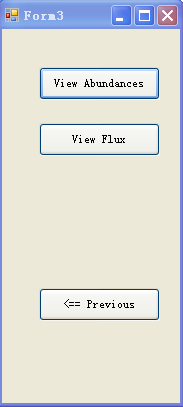 Form3
View Abundances
View Flux
<== Previous